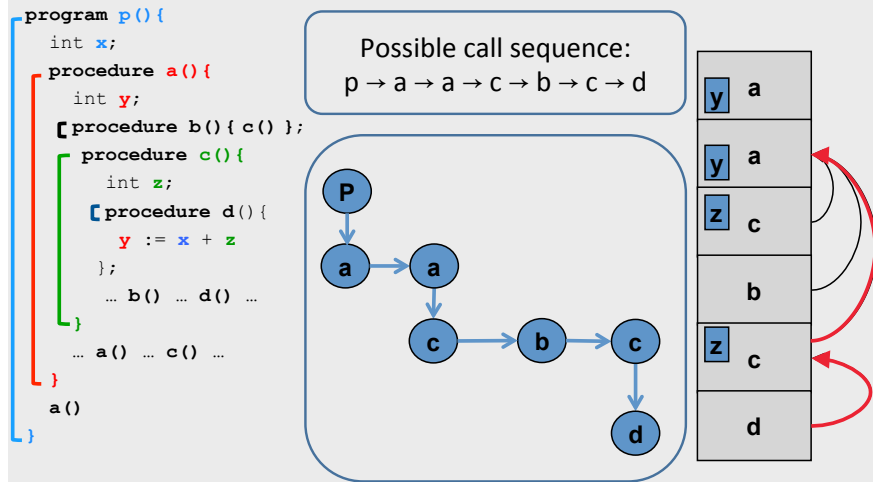 program p(){
int x;
procedure a(){
int y;
procedure b(){ c() };
procedure c(){
int z;
procedure d(){
y := x + z
};
… b() … d() …
}
… a() … c() …
}
a()
}
Possible call sequence:
p → a → a → c → b → c → d
P
a a
c b c
d
y a
y a
z c
b
z c
d